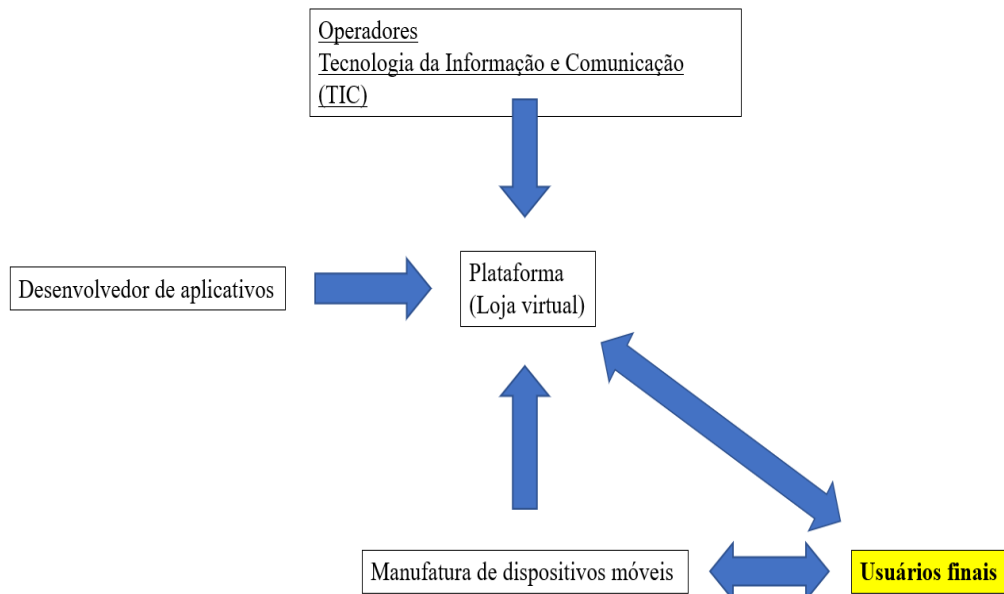 Operadores
Tecnologia da Informação e Comunicação
(TIC)
Desenvolvedor de aplicativos
Plataforma
(Loja virtual)
Manufatura de dispositivos móveis
Usuários finais